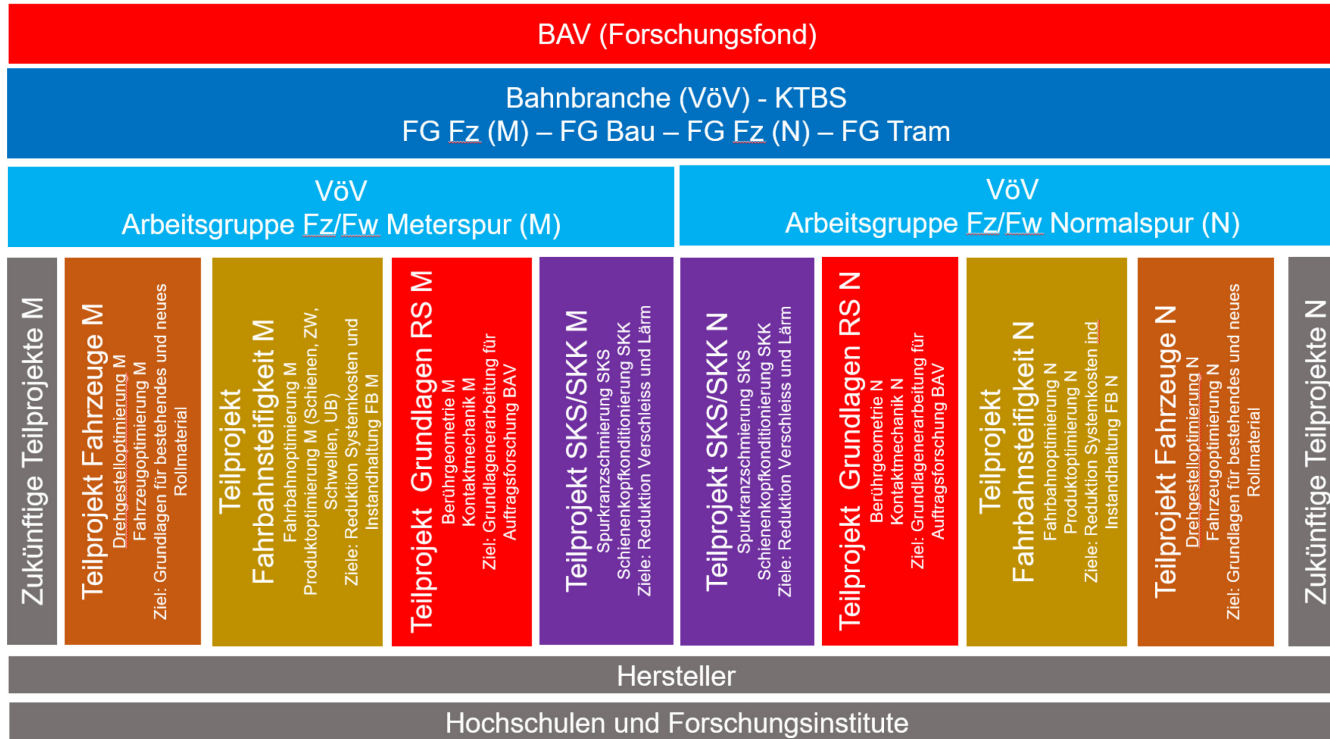 BAV (Forschungsfond)
Bahnbranche (VöV) - KTBS
FG Fz (M) – FG Bau – FG Fz (N) – FG Tram
VöV
Arbeitsgruppe Fz/Fw Meterspur (M)
VöV
Arbeitsgruppe Fz/Fw Normalspur (N)
Zukünftige Teilprojekte M
Teilprojekt Fahrzeuge M
Drehgestelloptimierung M
Fahrzeugoptimierung M
Ziel: Grundlagen für bestehendes und neues
Rollmaterial
Teilprojekt
Fahrbahnsteifigkeit M
Fahrbahnoptimierung M
Produktoptimierung M (Schienen, ZW,
Schwellen, UB)
Ziele: Reduktion Systemkosten und
Instandhaltung FB M
Teilprojekt Grundlagen RS M
Berührgeometrie M
Kontaktmechanik M
Ziel: Grundlagenerarbeitung für
Auftragsforschung BAV
Teilprojekt SKS/SKK M
Spurkranzschmierung SKS
Schienenkopfkonditionierung SKK
Ziele: Reduktion Verschleiss und Lärm
Teilprojekt SKS/SKK N
Spurkranzschmierung SKS
Schienenkopfkonditionierung SKK
Ziele: Reduktion Verschleiss und Lärm
Teilprojekt Grundlagen RS N
Berührgeometrie N
Kontaktmechanik N
Ziel: Grundlagenerarbeitung für
Auftragsforschung BAV
Teilprojekt
Fahrbahnsteifigkeit N
Fahrbahnoptimierung N
Produktoptimierung N
Ziele: Reduktion Systemkosten ind
Instandhaltung FB N
Teilprojekt Fahrzeuge N
Drehgestelloptimierung N
Fahrzeugoptimierung N
Ziel: Grundlagen für bestehendes und neues
Rollmaterial
Zukünftige Teilprojekte N
Hersteller
Hochschulen und Forschungsinstitute